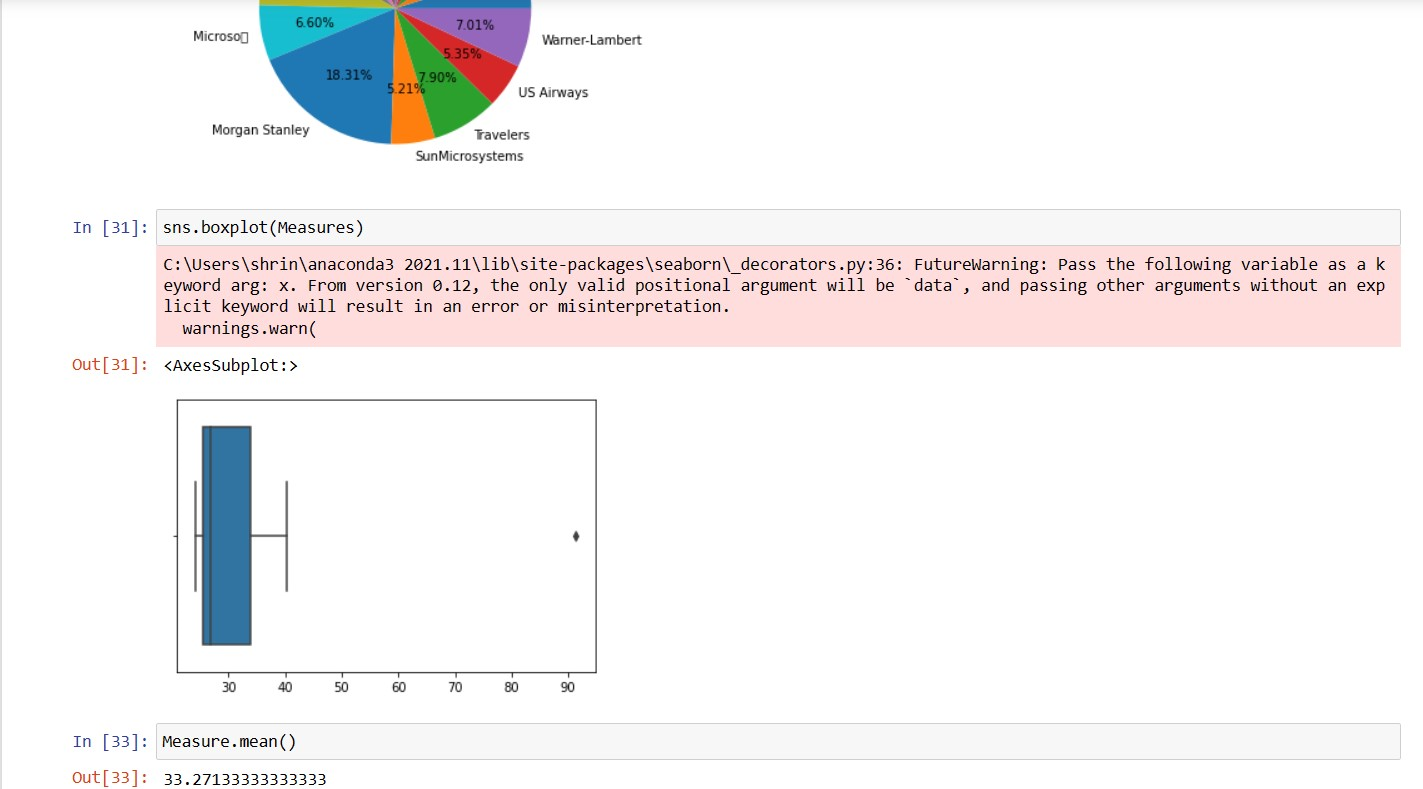 6.60%
7.01%
Microso▯
Warner-Lambert
5.35%
18.31%
7.90%
5.21%
US Airways
Morgan Stanley
Travelers
SunMicrosystems
In [31]: sns.boxplot(Measures)
C:\Users\shrin\anaconda3 2021.11\lib\site-packages\seaborn\_decorators.py:36: FutureWarning: Pass the following variable as a k
eyword arg: x. From version 0.12, the only valid positional argument will be `data`, and passing other arguments without an exp
licit keyword will result in an error or misinterpretation.
warnings.warn(
Out[31]: <AxesSubplot:>
30 40 50 60 70 80 90
In [33]: Measure.mean()
Out[33]: 33.27133333333333